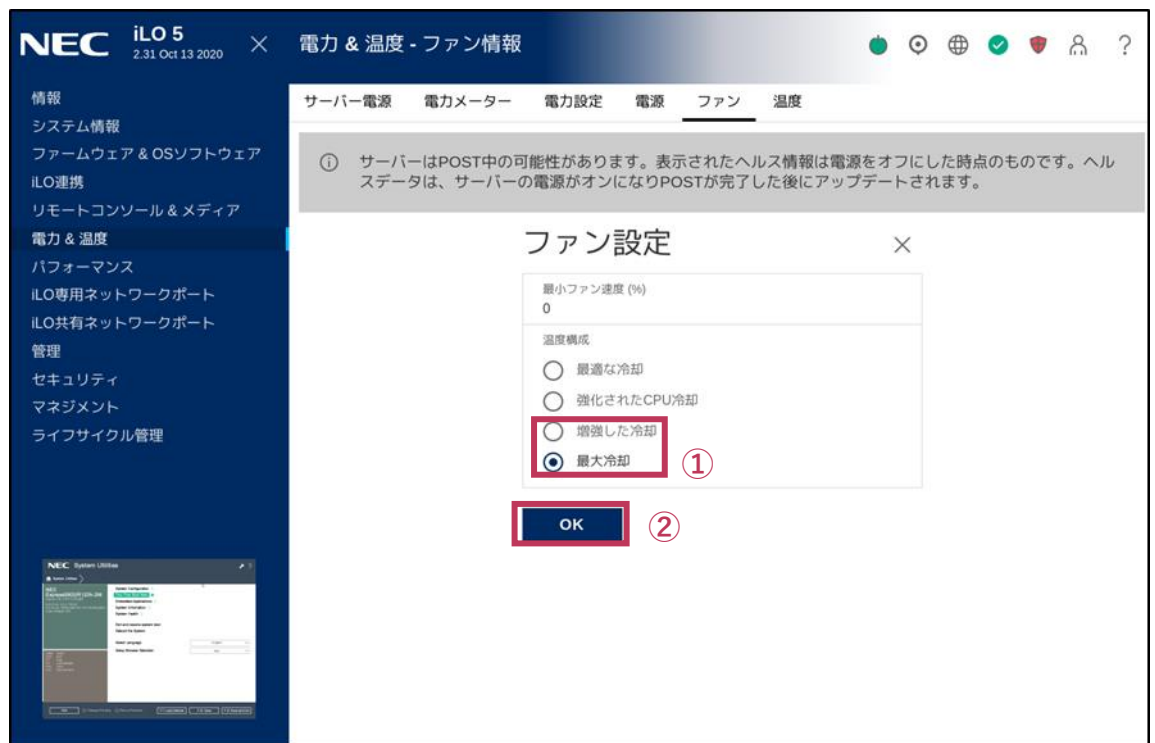 NEC
iLO 5
2.31 Oct 13 2020
電力 & 温度 - ファン情報
?
情報
システム情報
ファームウェア & OSソフトウェア
iLO連携
リモートコンソール & メディア
電力 & 温度
パフォーマンス
iLO専用ネットワークポート
iLO共有ネットワークポート
管理
セキュリティ
マネジメント
ライフサイクル管理
サーバー電源 電力メーター 電力設定 電源 ファン 温度
サーバーはPOST中の可能性があります。表示されたヘルス情報は電源をオフにした時点のものです。ヘル
スデータは、サーバーの電源がオンになりPOSTが完了した後にアップデートされます。
ファン設定
最小ファン速度 (%)
0
温度構成
最適な冷却
強化されたCPU冷却
増強した冷却
最大冷却
①
OK
②
NEC System Utilities